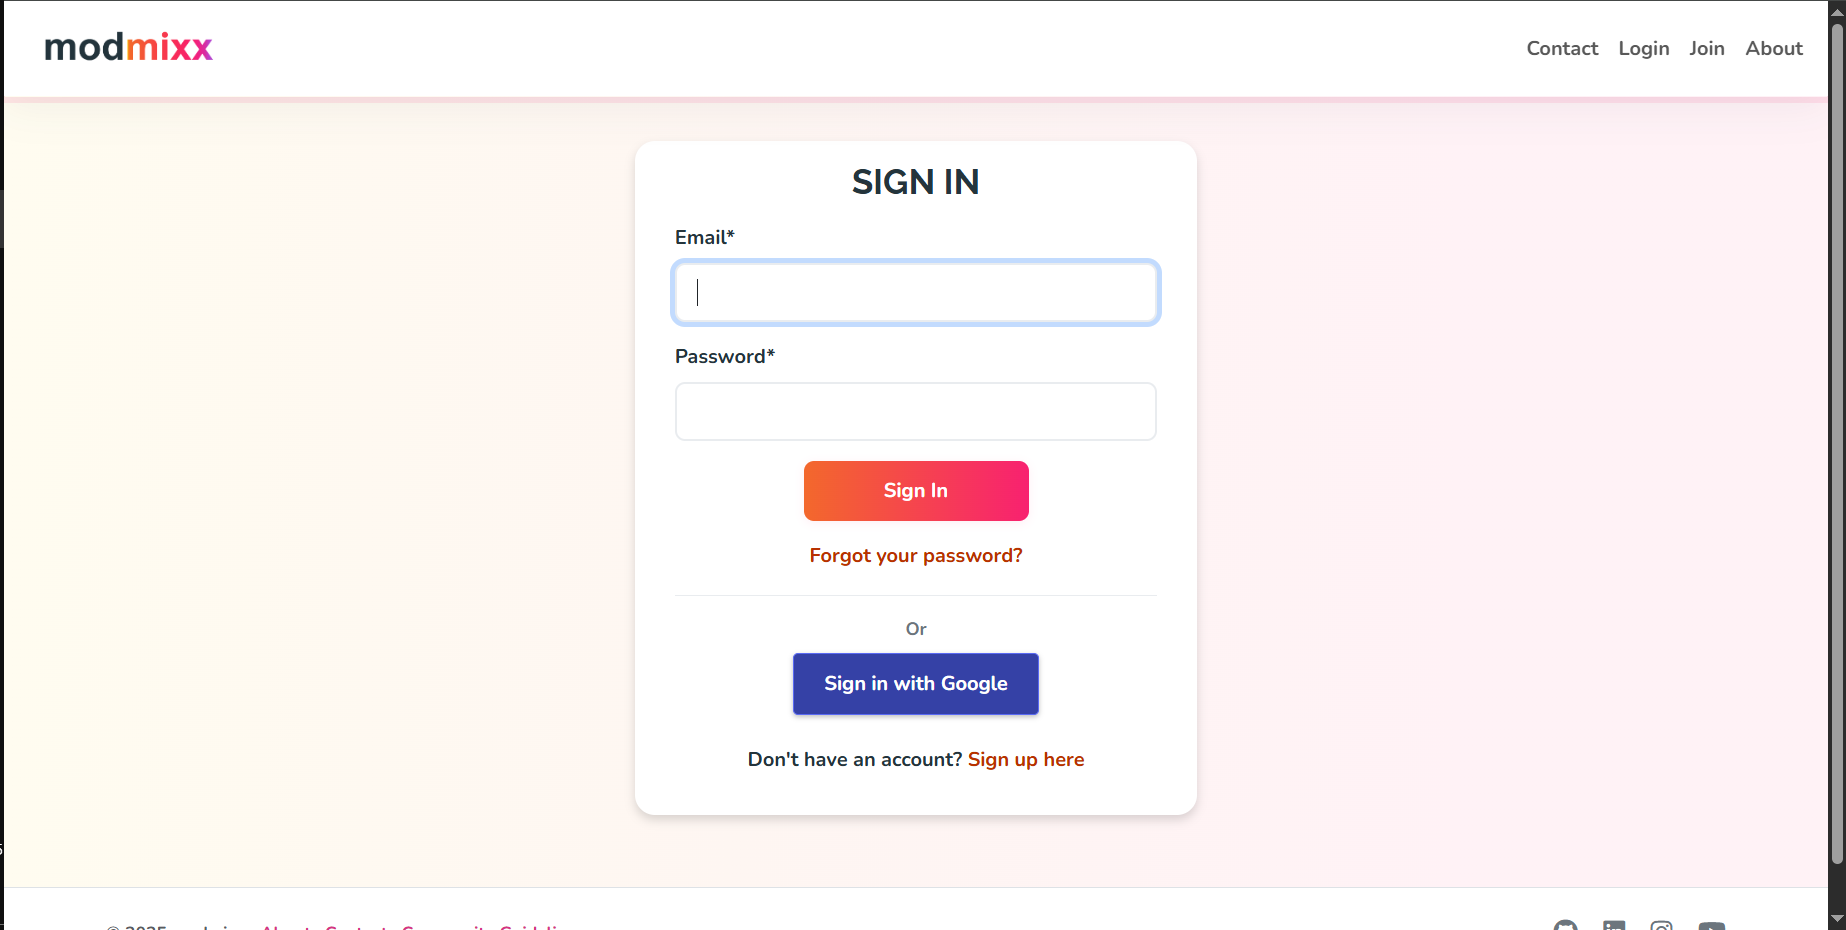 modmixx
Contact Login Join About
SIGN IN
Email*
Password*
Sign In
Forgot your password?
Or
Sign in with Google
Don't have an account? Sign up here